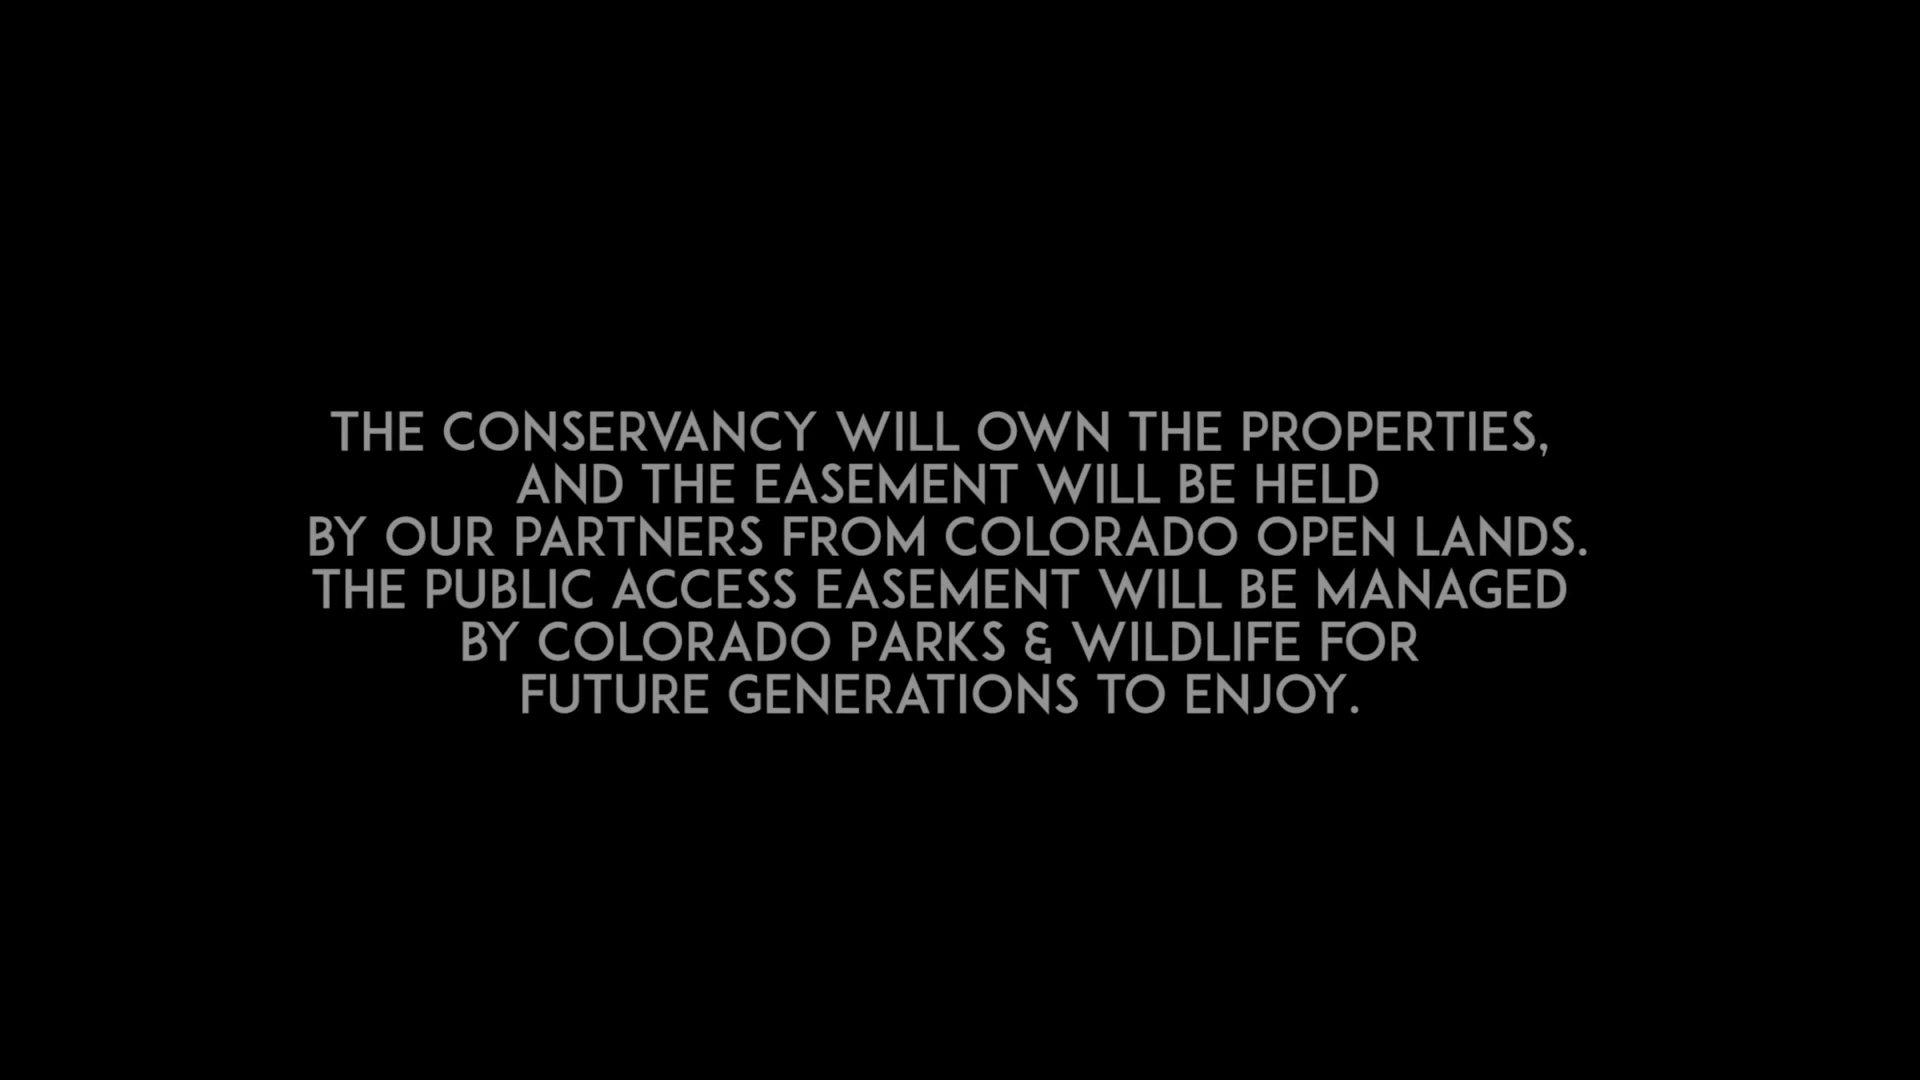 THE CONSERVANCY WILL OWN THE PROPERTIES,
AND THE EASEMENT WILL BE HELD
BY OUR PARTNERS FROM COLORADO OPEN LANDS.
THE PUBLIC ACCESS EASEMENT WILL BE MANAGED
BY COLORADO PARKS & WILDLIFE FOR
FUTURE GENERATIONS TO ENJOY.